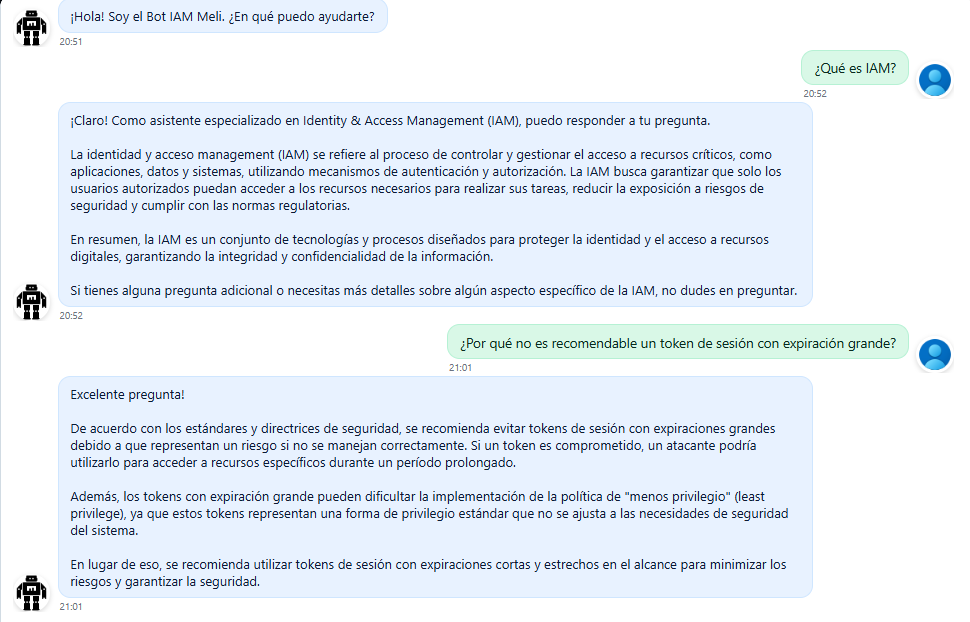 ¡Hola! Soy el Bot IAM Meli. ¿En qué puedo ayudarte?
20:51
¿Qué es IAM?
20:52
¡Claro! Como asistente especializado en Identity & Access Management (IAM), puedo responder a tu pregunta.
La identidad y acceso management (IAM) se refiere al proceso de controlar y gestionar el acceso a recursos críticos, como
aplicaciones, datos y sistemas, utilizando mecanismos de autenticación y autorización. La IAM busca garantizar que solo los
usuarios autorizados puedan acceder a los recursos necesarios para realizar sus tareas, reducir la exposición a riesgos de
seguridad y cumplir con las normas regulatorias.
En resumen, la IAM es un conjunto de tecnologías y procesos diseñados para proteger la identidad y el acceso a recursos
digitales, garantizando la integridad y confidencialidad de la información.
Si tienes alguna pregunta adicional o necesitas más detalles sobre algún aspecto específico de la IAM, no dudes en preguntar.
20:52
¿Por qué no es recomendable un token de sesión con expiración grande?
21:01
Excelente pregunta!
De acuerdo con los estándares y directrices de seguridad, se recomienda evitar tokens de sesión con expiraciones grandes
debido a que representan un riesgo si no se manejan correctamente. Si un token es comprometido, un atacante podría
utilizarlo para acceder a recursos específicos durante un período prolongado.
Además, los tokens con expiración grande pueden dificultar la implementación de la política de "menos privilegio" (least
privilege), ya que estos tokens representan una forma de privilegio estándar que no se ajusta a las necesidades de seguridad
del sistema.
En lugar de eso, se recomienda utilizar tokens de sesión con expiraciones cortas y estrechos en el alcance para minimizar los
riesgos y garantizar la seguridad.
21:01